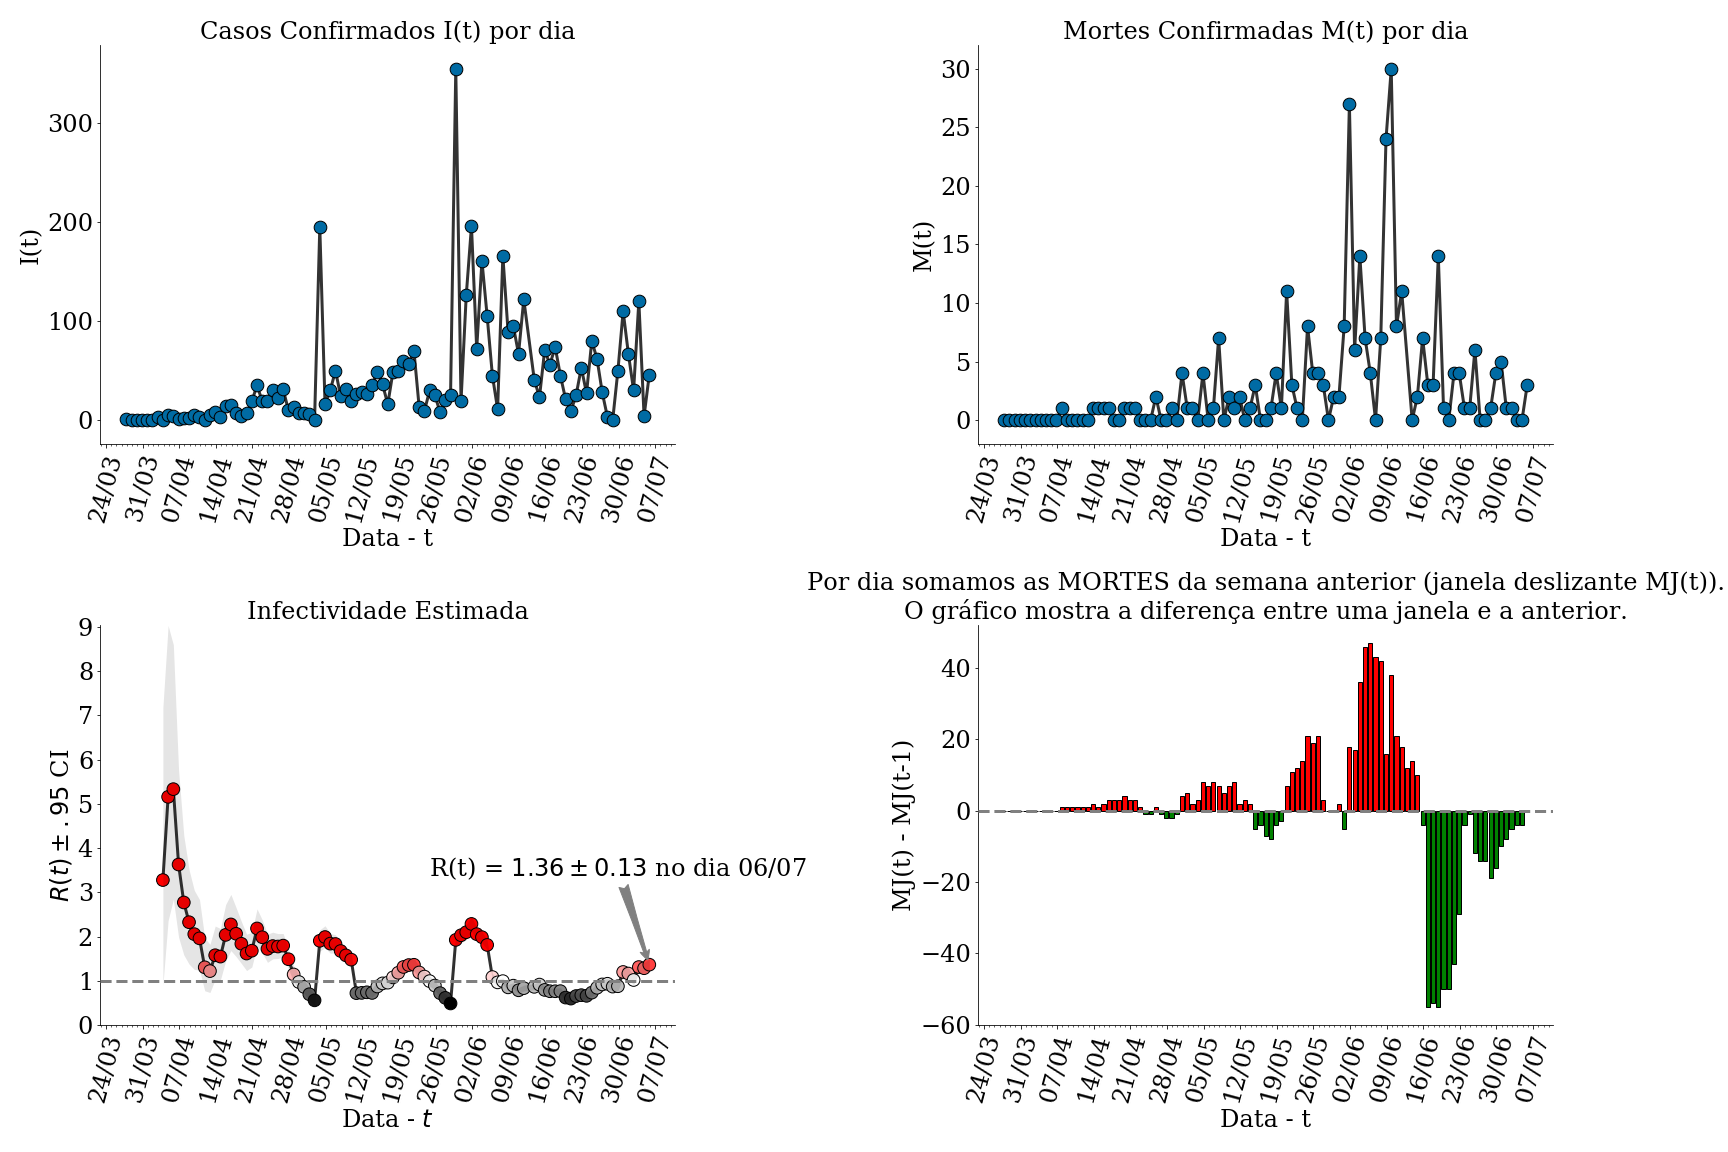 Casos Confirmados I(t) por dia
I(t)
300
200
100
0
24/03 31/03 07/04 14/04 21/04 28/04 05/05 12/05 19/05 26/05 02/06 09/06 16/06 23/06 30/06 07/07
Data - t
Mortes Confirmadas M(t) por dia
M(t)
30
25
20
15
10
5
0
24/03 31/03 07/04 14/04 21/04 28/04 05/05 12/05 19/05 26/05 02/06 09/06 16/06 23/06 30/06 07/07
Data - t
Infectividade Estimada
R(t) ± .95 CI
9
8
7
6
5
4
3
2
1
0
R(t) = 1.36 ± 0.13 no dia 06/07
24/03 31/03 07/04 14/04 21/04 28/04 05/05 12/05 19/05 26/05 02/06 09/06 16/06 23/06 30/06 07/07
Data - t
Por dia somamos as MORTES da semana anterior (janela deslizante MJ(t)).
O gráfico mostra a diferença entre uma janela e a anterior.
MJ(t) - MJ(t-1)
40
20
0
−20
−40
−60
24/03 31/03 07/04 14/04 21/04 28/04 05/05 12/05 19/05 26/05 02/06 09/06 16/06 23/06 30/06 07/07
Data - t